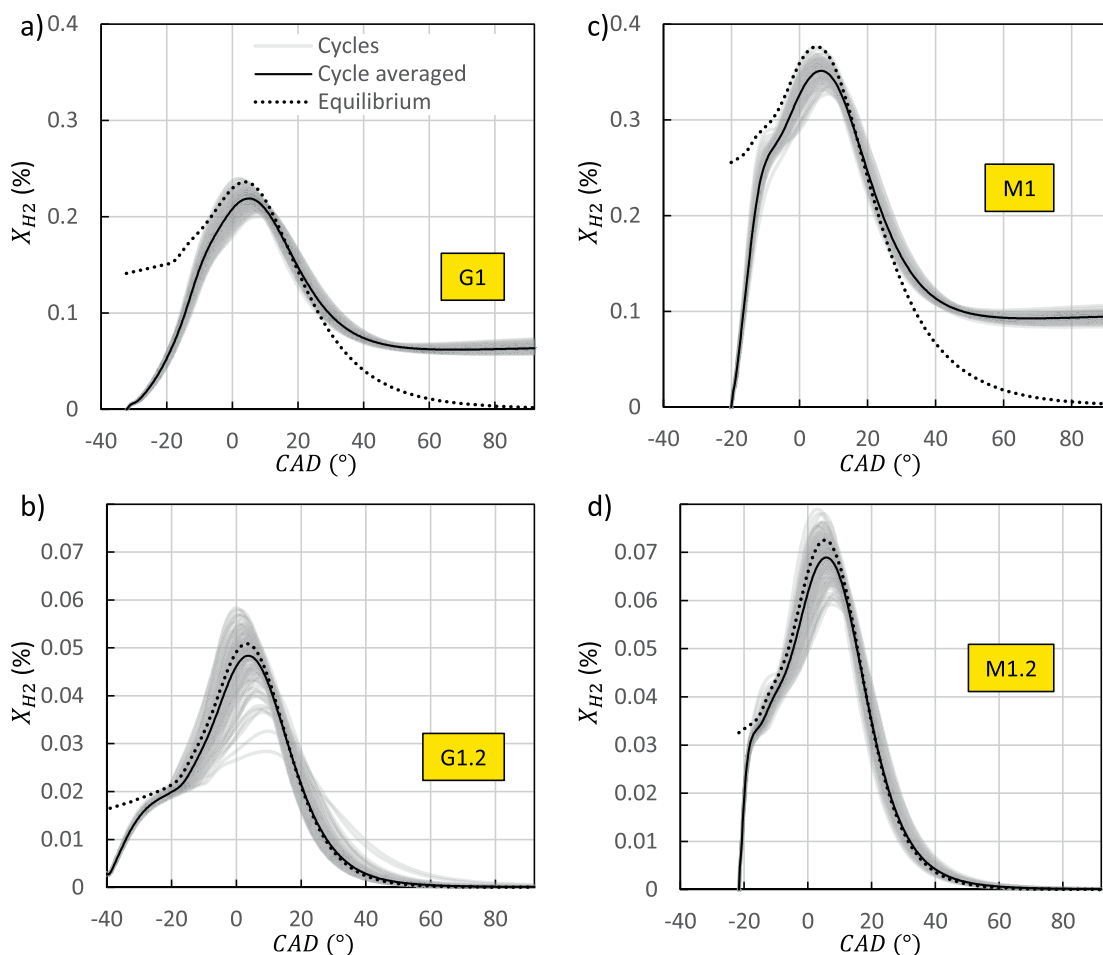 a)
0.4
0.3
0.2
0.1
0
X_H2 (%)
Cycles
Cycle averaged
Equilibrium
G1
-40 -20 0 20 40 60 80
CAD (°)
c)
0.4
0.3
0.2
0.1
0
X_H2 (%)
M1
-40 -20 0 20 40 60 80
CAD (°)
b)
0.07
0.06
0.05
0.04
0.03
0.02
0.01
0
X_H2 (%)
G1.2
-40 -20 0 20 40 60 80
CAD (°)
d)
0.07
0.06
0.05
0.04
0.03
0.02
0.01
0
X_H2 (%)
M1.2
-40 -20 0 20 40 60 80
CAD (°)